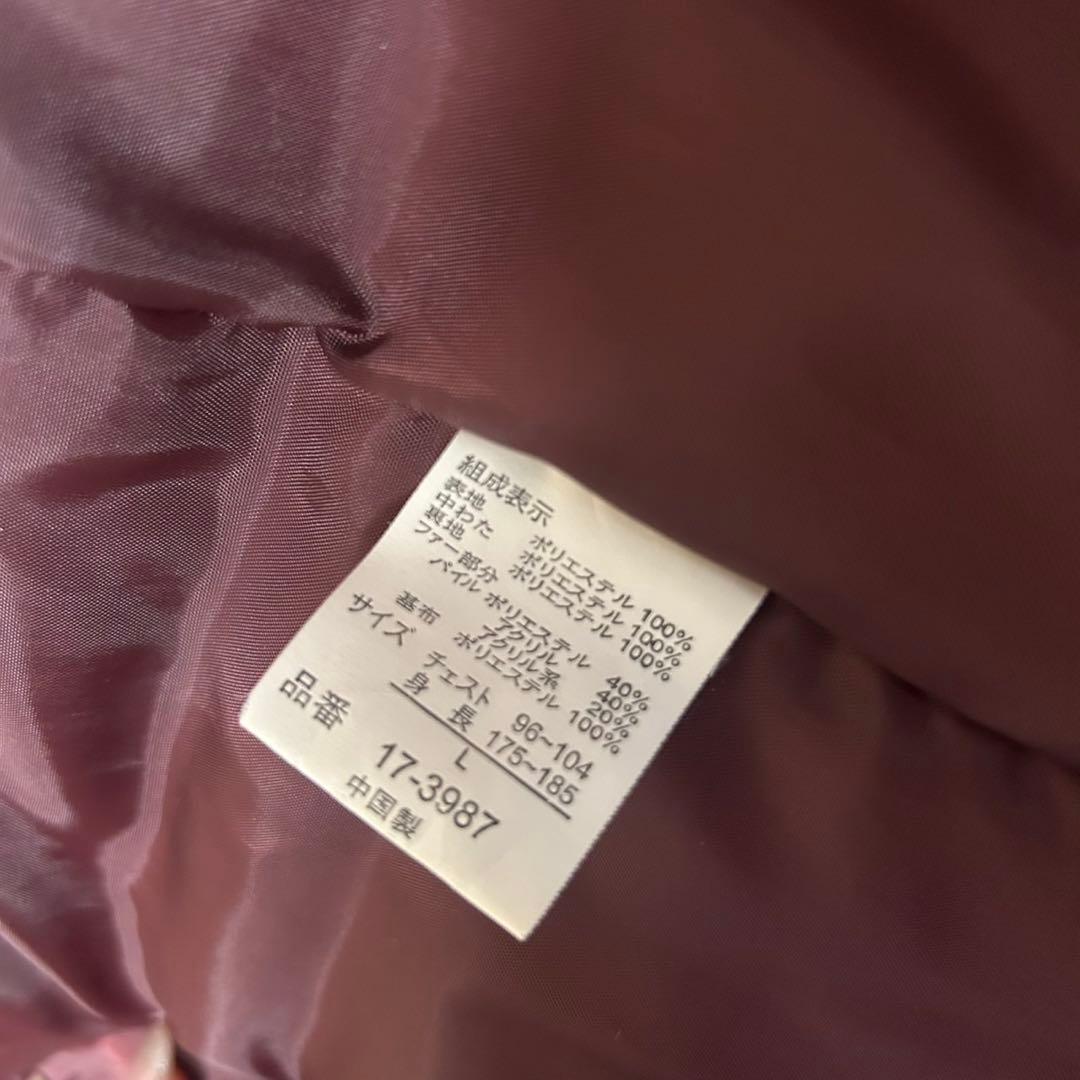 組成表示
表地 ポリエステル 100%
中わた ポリエステル 100%
裏地 ポリエステル 100%
ファー部分
パイル ポリエステル 40%
アクリル 40%
アクリル系 20%
基布 ポリエステル 100%
サイズ
チェスト 96~104
身長 175~185
L
品番 17-3987
中国製